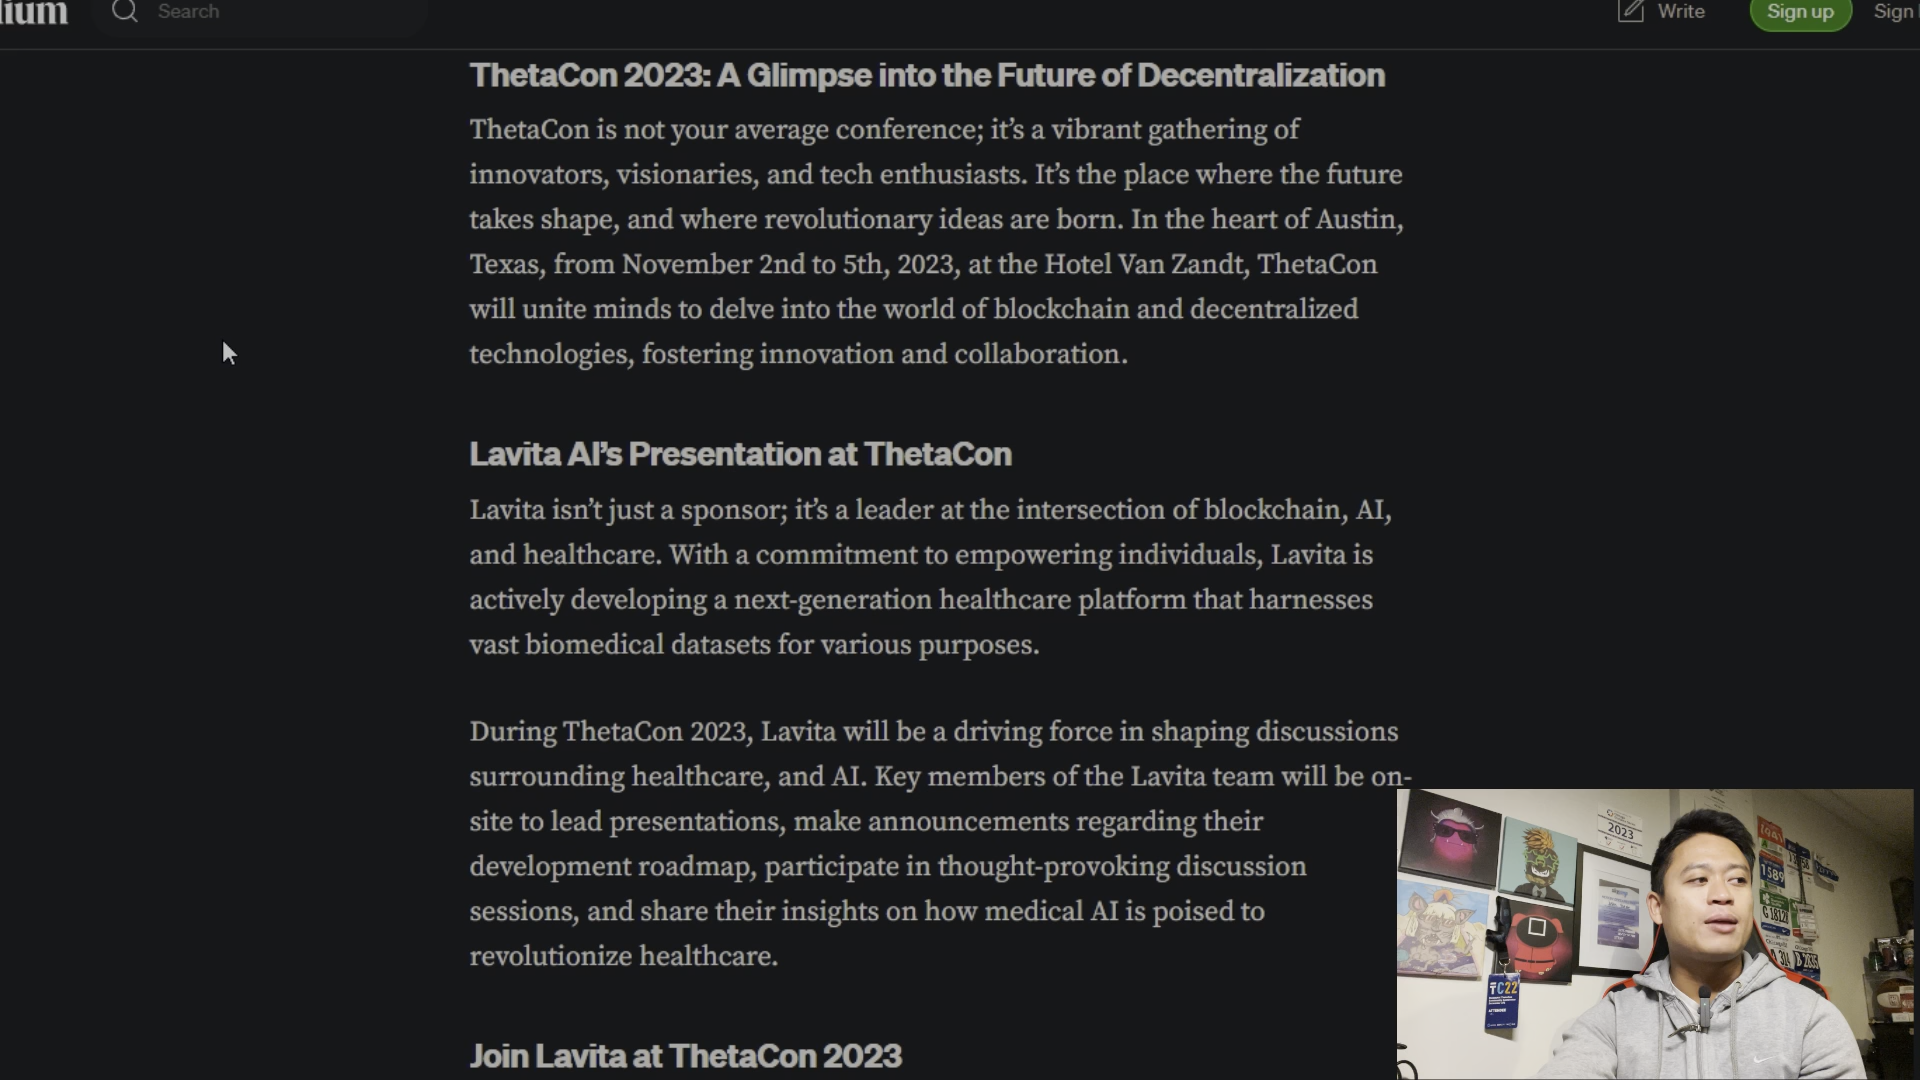 Search
Write
Sign up
Sign
ThetaCon 2023: A Glimpse into the Future of Decentralization
ThetaCon is not your average conference; it’s a vibrant gathering of
innovators, visionaries, and tech enthusiasts. It’s the place where the future
takes shape, and where revolutionary ideas are born. In the heart of Austin,
Texas, from November 2nd to 5th, 2023, at the Hotel Van Zandt, ThetaCon
will unite minds to delve into the world of blockchain and decentralized
technologies, fostering innovation and collaboration.
Lavita AI’s Presentation at ThetaCon
Lavita isn’t just a sponsor; it’s a leader at the intersection of blockchain, AI,
and healthcare. With a commitment to empowering individuals, Lavita is
actively developing a next-generation healthcare platform that harnesses
vast biomedical datasets for various purposes.
During ThetaCon 2023, Lavita will be a driving force in shaping discussions
surrounding healthcare, and AI. Key members of the Lavita team will be on-
site to lead presentations, make announcements regarding their
development roadmap, participate in thought-provoking discussion
sessions, and share their insights on how medical AI is poised to
revolutionize healthcare.
Join Lavita at ThetaCon 2023
2023
1589
TC22